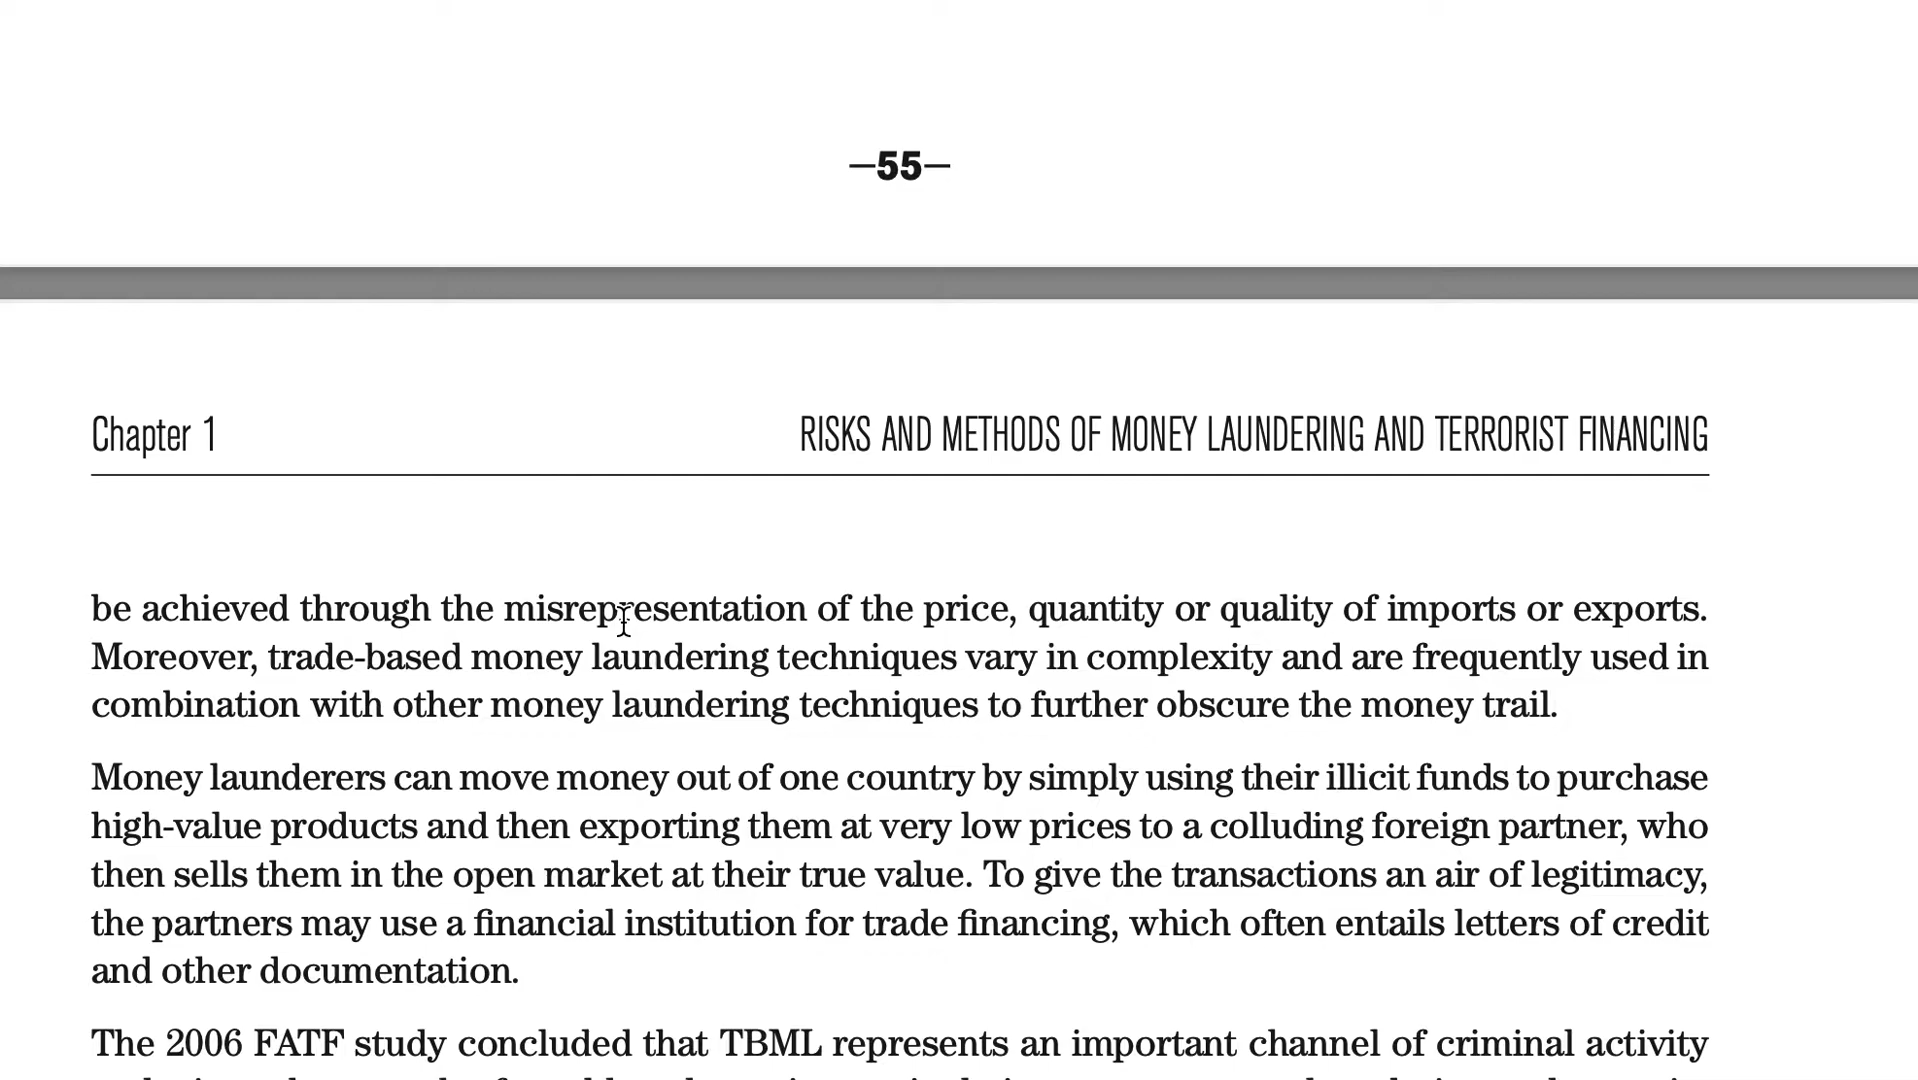 —55—
Chapter 1 RISKS AND METHODS OF MONEY LAUNDERING AND TERRORIST FINANCING
be achieved through the misrepresentation of the price, quantity or quality of imports or exports.
Moreover, trade-based money laundering techniques vary in complexity and are frequently used in
combination with other money laundering techniques to further obscure the money trail.
Money launderers can move money out of one country by simply using their illicit funds to purchase
high-value products and then exporting them at very low prices to a colluding foreign partner, who
then sells them in the open market at their true value. To give the transactions an air of legitimacy,
the partners may use a financial institution for trade financing, which often entails letters of credit
and other documentation.
The 2006 FATF study concluded that TBML represents an important channel of criminal activity